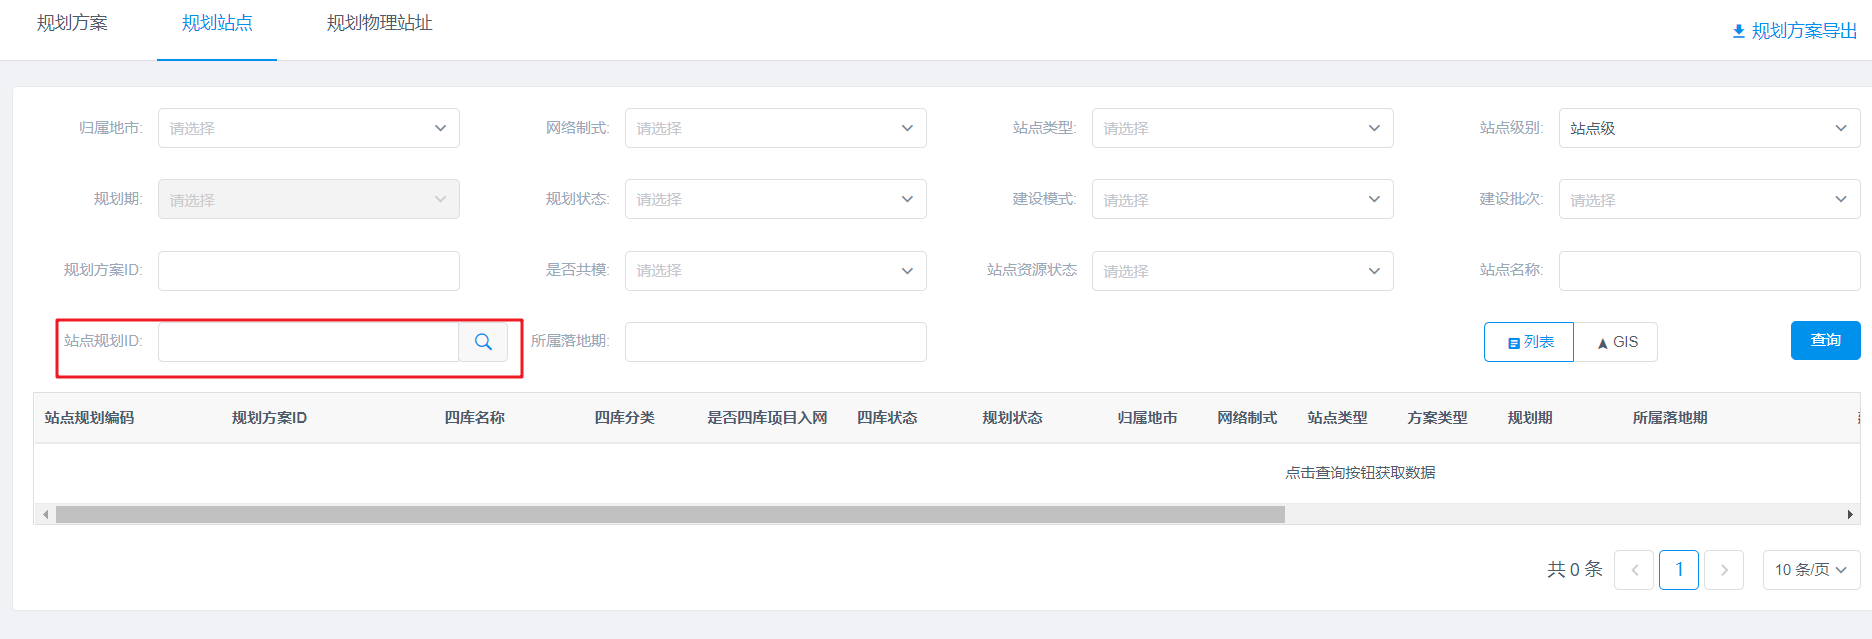 规划方案 规划站点 规划物理站址 规划方案导出
归属地市: 请选择 网络制式: 请选择 站点类型: 请选择 站点级别: 站点级
规划期: 请选择 规划状态: 请选择 建设模式: 请选择 建设批次: 请选择
规划方案ID: 是否共模: 请选择 站点资源状态 请选择 站点名称:
站点规划ID: 所属落地期: 列表 GIS 查询
站点规划编码 规划方案ID 四库名称 四库分类 是否四库项目入网 四库状态 规划状态 归属地市 网络制式 站点类型 方案类型 规划期 所属落地期
点击查询按钮获取数据
共 0 条 1 10 条/页